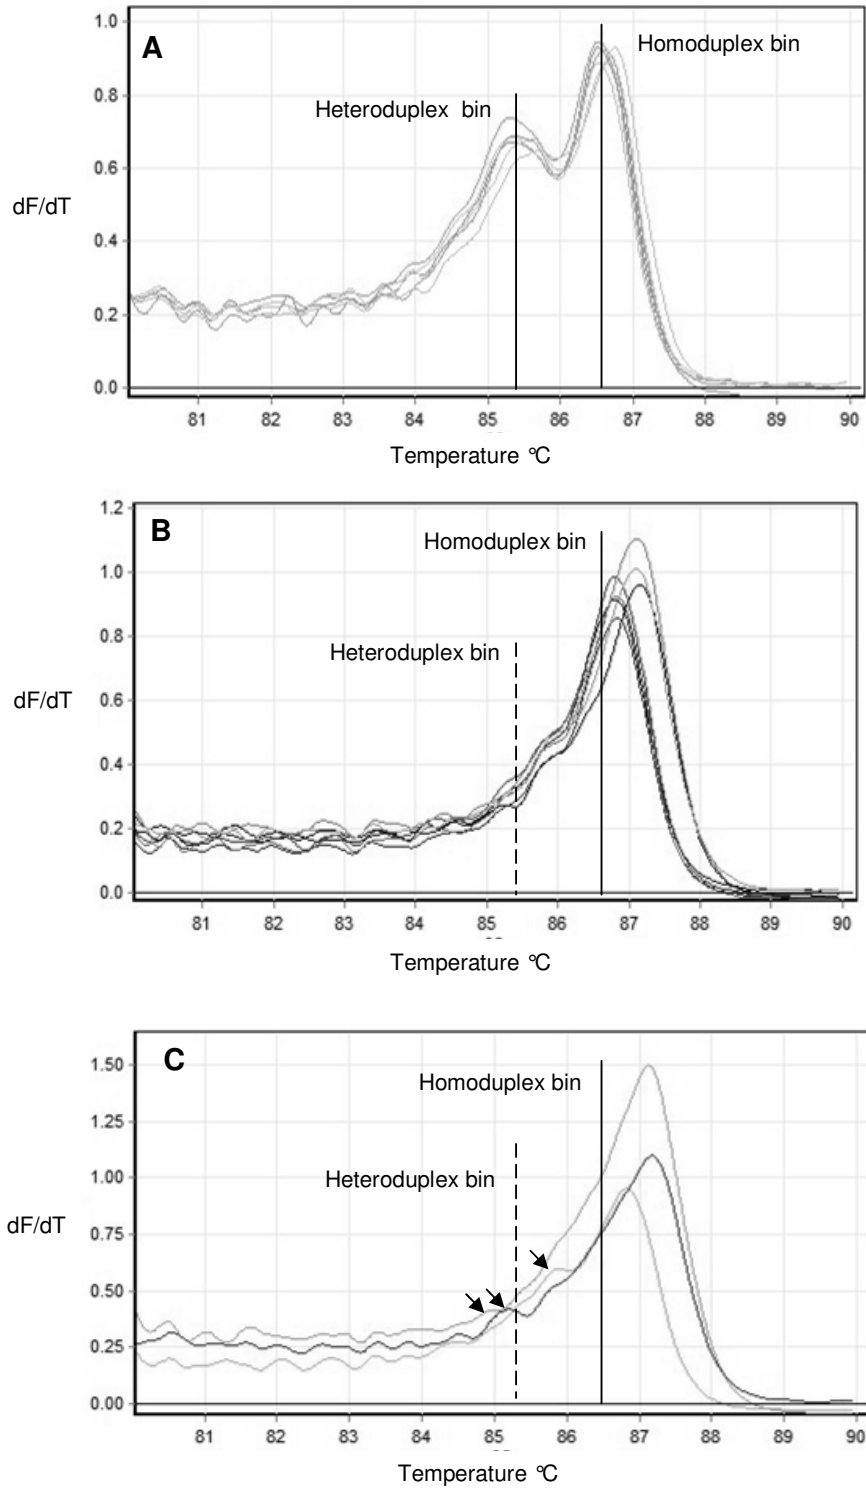 A
1.0
0.8
0.6
0.4
0.2
0.0
dF/dT
Heteroduplex bin
Homoduplex bin
81 82 83 84 85 86 87 88 89 90
Temperature °C
B
1.2
1.0
0.8
0.6
0.4
0.2
0.0
dF/dT
Homoduplex bin
Heteroduplex bin
81 82 83 84 85 86 87 88 89 90
Temperature °C
C
1.50
1.25
1.00
0.75
0.50
0.25
0.00
dF/dT
Homoduplex bin
Heteroduplex bin
81 82 83 84 85 86 87 88 89 90
Temperature °C